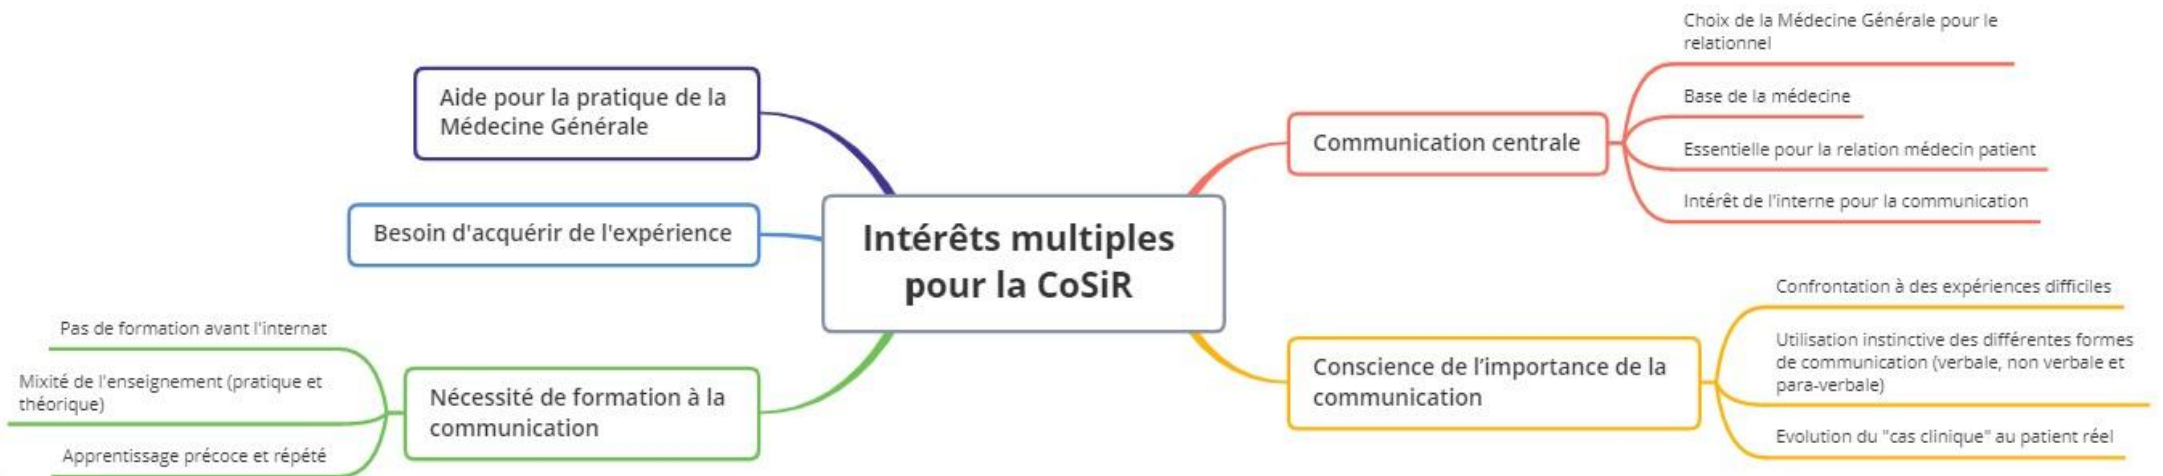 Intérêts multiples
pour la CoSiR
Communication centrale
Choix de la Médecine Générale pour le
relationnel
Base de la médecine
Essentielle pour la relation médecin patient
Intérêt de l'interne pour la communication
Conscience de l’importance de la
communication
Confrontation à des expériences difficiles
Utilisation instinctive des différentes formes
de communication (verbale, non verbale et
para-verbale)
Evolution du "cas clinique" au patient réel
Aide pour la pratique de la
Médecine Générale
Besoin d'acquérir de l'expérience
Nécessité de formation à la
communication
Pas de formation avant l'internat
Mixité de l'enseignement (pratique et
théorique)
Apprentissage précoce et répété